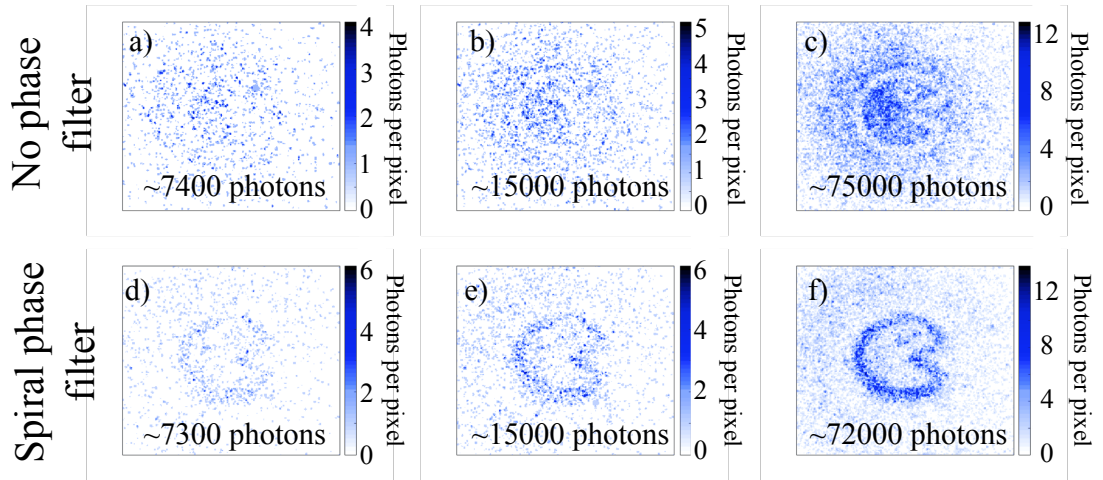 No phase
filter
a)
~7400 photons
4
3
2
1
0
Photons per pixel
b)
~15000 photons
5
4
3
2
1
0
Photons per pixel
c)
~75000 photons
12
8
4
0
Photons per pixel
Spiral phase
filter
d)
~7300 photons
6
4
2
0
Photons per pixel
e)
~15000 photons
6
4
2
0
Photons per pixel
f)
~72000 photons
12
8
4
0
Photons per pixel